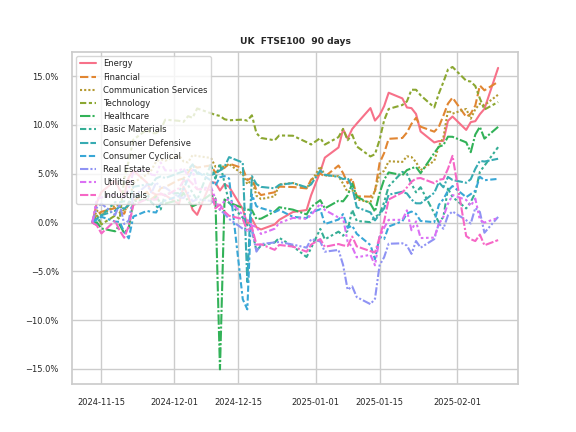 UK  FTSE100  90 days
Energy
Financial
Communication Services
Technology
Healthcare
Basic Materials
Consumer Defensive
Consumer Cyclical
Real Estate
Utilities
Industrials
15.0%
10.0%
5.0%
0.0%
−5.0%
−10.0%
−15.0%
2024-11-15 2024-12-01 2024-12-15 2025-01-01 2025-01-15 2025-02-01